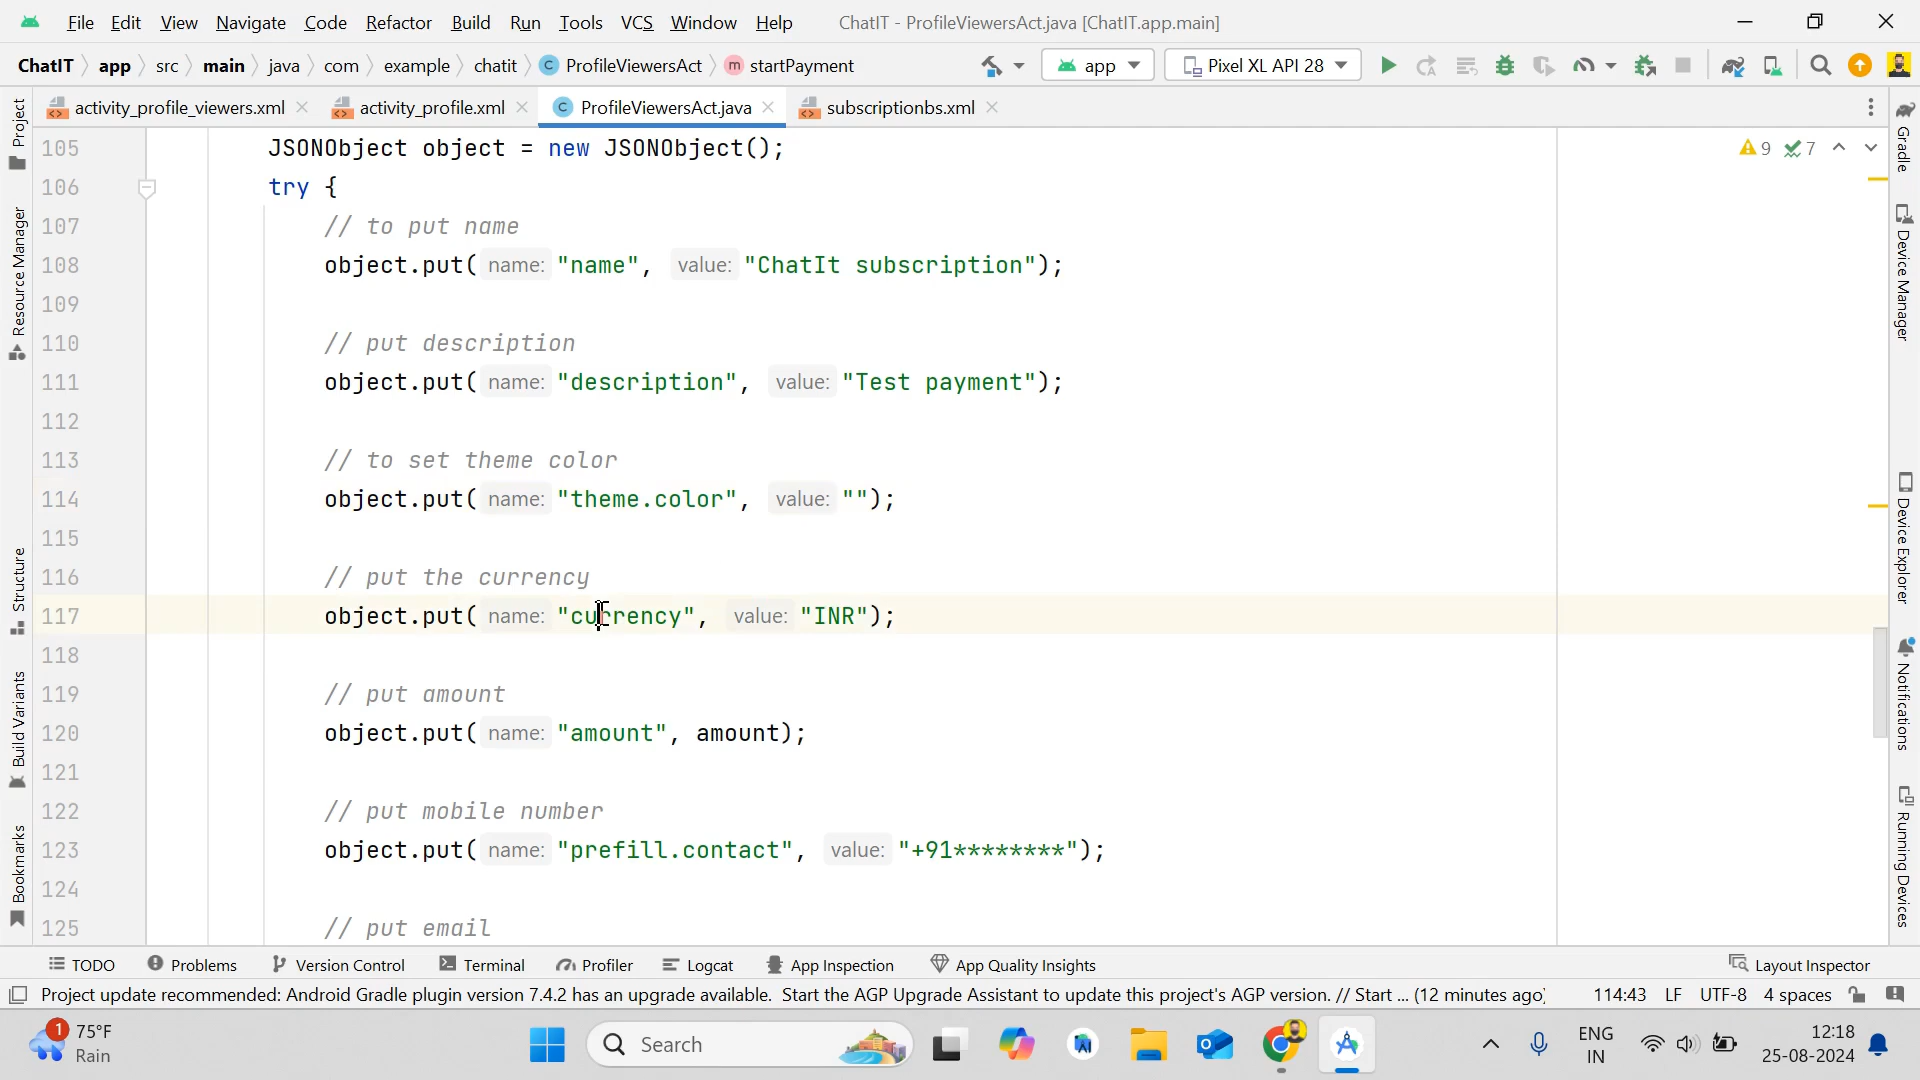 File Edit View Navigate Code Refactor Build Run Tools VCS Window Help ChatIT - ProfileViewersAct.java [ChatIT.app.main]
ChatIT app src main java com example chatit C ProfileViewersAct m startPayment app Pixel XL API 28
activity_profile_viewers.xml activity_profile.xml C ProfileViewersAct.java subscriptionbs.xml
105 JSONObject object = new JSONObject(); 9 7
106 try {
107 // to put name
108 object.put( name: "name", value: "ChatIt subscription");
109
110 // put description
111 object.put( name: "description", value: "Test payment");
112
113 // to set theme color
114 object.put( name: "theme.color", value: "");
115
116 // put the currency
117 object.put( name: "currency", value: "INR");
118
119 // put amount
120 object.put( name: "amount", amount);
121
122 // put mobile number
123 object.put( name: "prefill.contact", value: "+91********");
124
125 // put email
Project
Resource Manager
Structure
Build Variants
Bookmarks
Gradle
Device Manager
Device Explorer
Notifications
Running Devices
TODO Problems Version Control Terminal Profiler Logcat App Inspection App Quality Insights Layout Inspector
Project update recommended: Android Gradle plugin version 7.4.2 has an upgrade available. Start the AGP Upgrade Assistant to update this project's AGP version. // Start ... (12 minutes ago) 114:43 LF UTF-8 4 spaces
1 75°F
Rain
Search
ENG
IN
12:18
25-08-2024